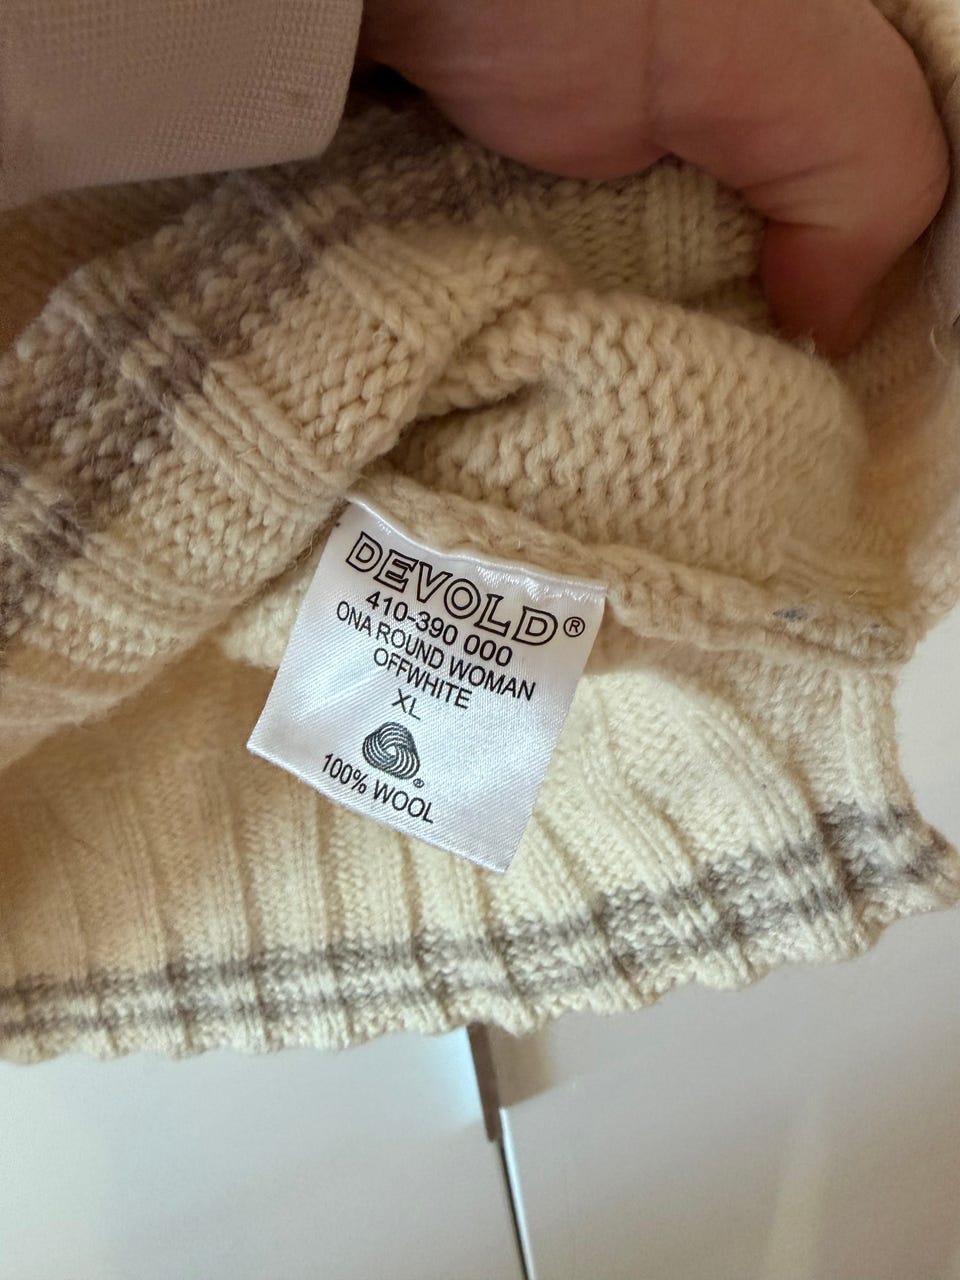 DEVOLD®
410-390 000
ONA ROUND WOMAN
OFFWHITE
XL
®
100% WOOL